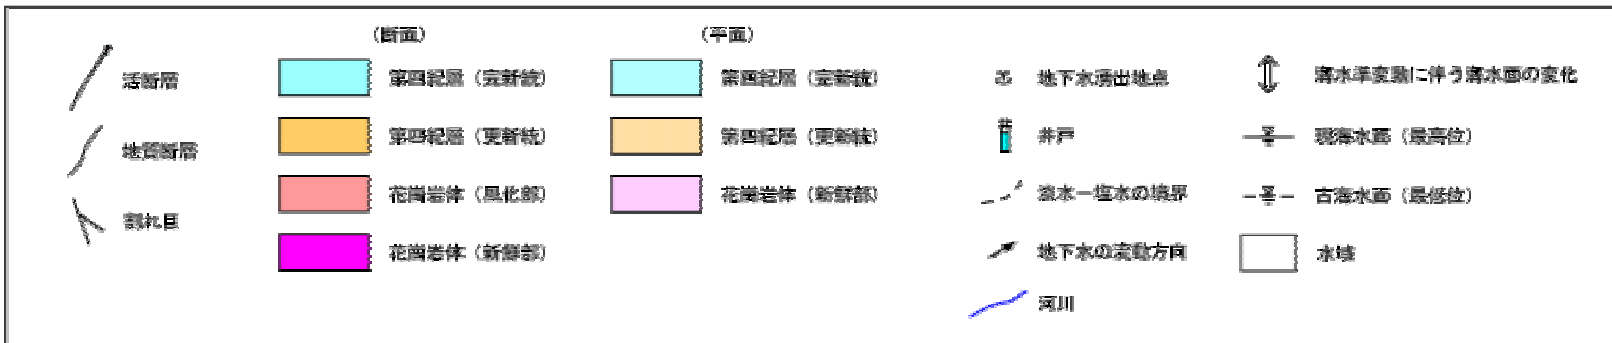 (断面)
(平面)
活断層
地質断層
割れ目
第四紀層（完新統）
第四紀層（更新統）
花崗岩体（風化部）
花崗岩体（新鮮部）
第四紀層（完新統）
第四紀層（更新統）
花崗岩体（新鮮部）
地下水湧出地点
井戸
淡水－塩水の境界
地下水の流動方向
河川
海水準変動に伴う海水面の変化
現海水面（最高位）
古海水面（最低位）
水域